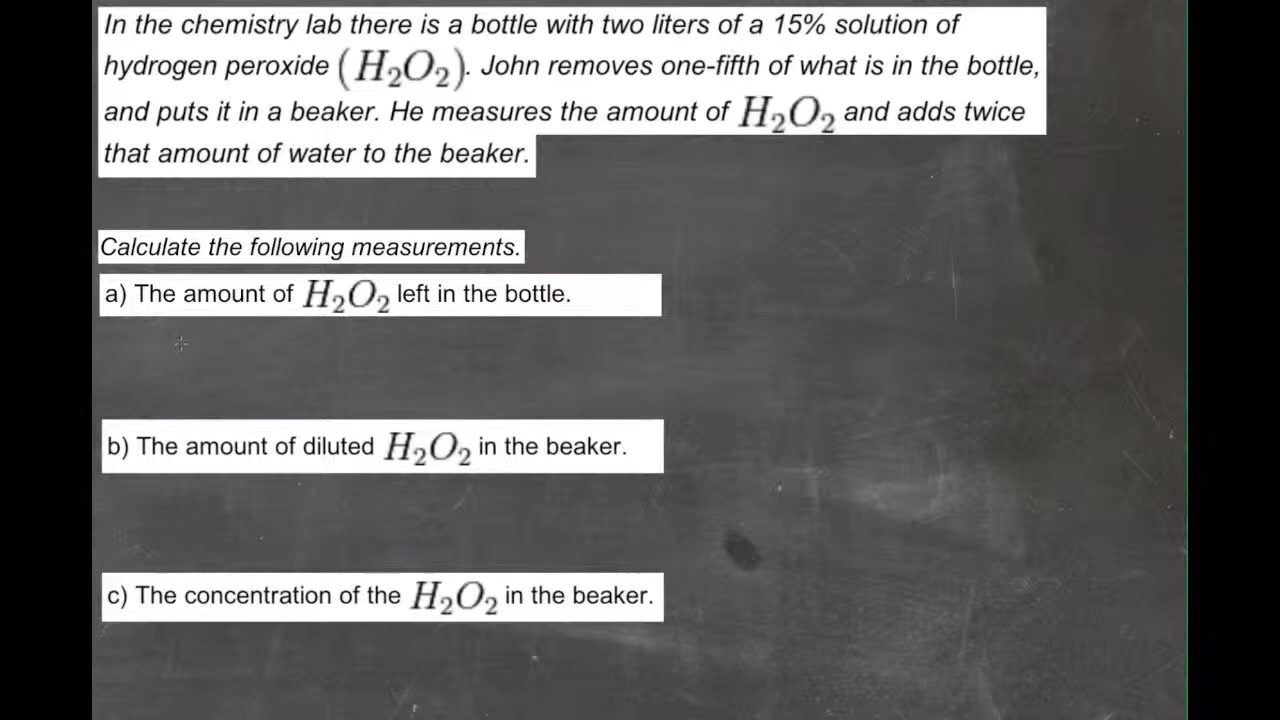 In the chemistry lab there is a bottle with two liters of a 15% solution of
hydrogen peroxide (H₂O₂). John removes one-fifth of what is in the bottle,
and puts it in a beaker. He measures the amount of H₂O₂ and adds twice
that amount of water to the beaker.
Calculate the following measurements.
a) The amount of H₂O₂ left in the bottle.
b) The amount of diluted H₂O₂ in the beaker.
c) The concentration of the H₂O₂ in the beaker.